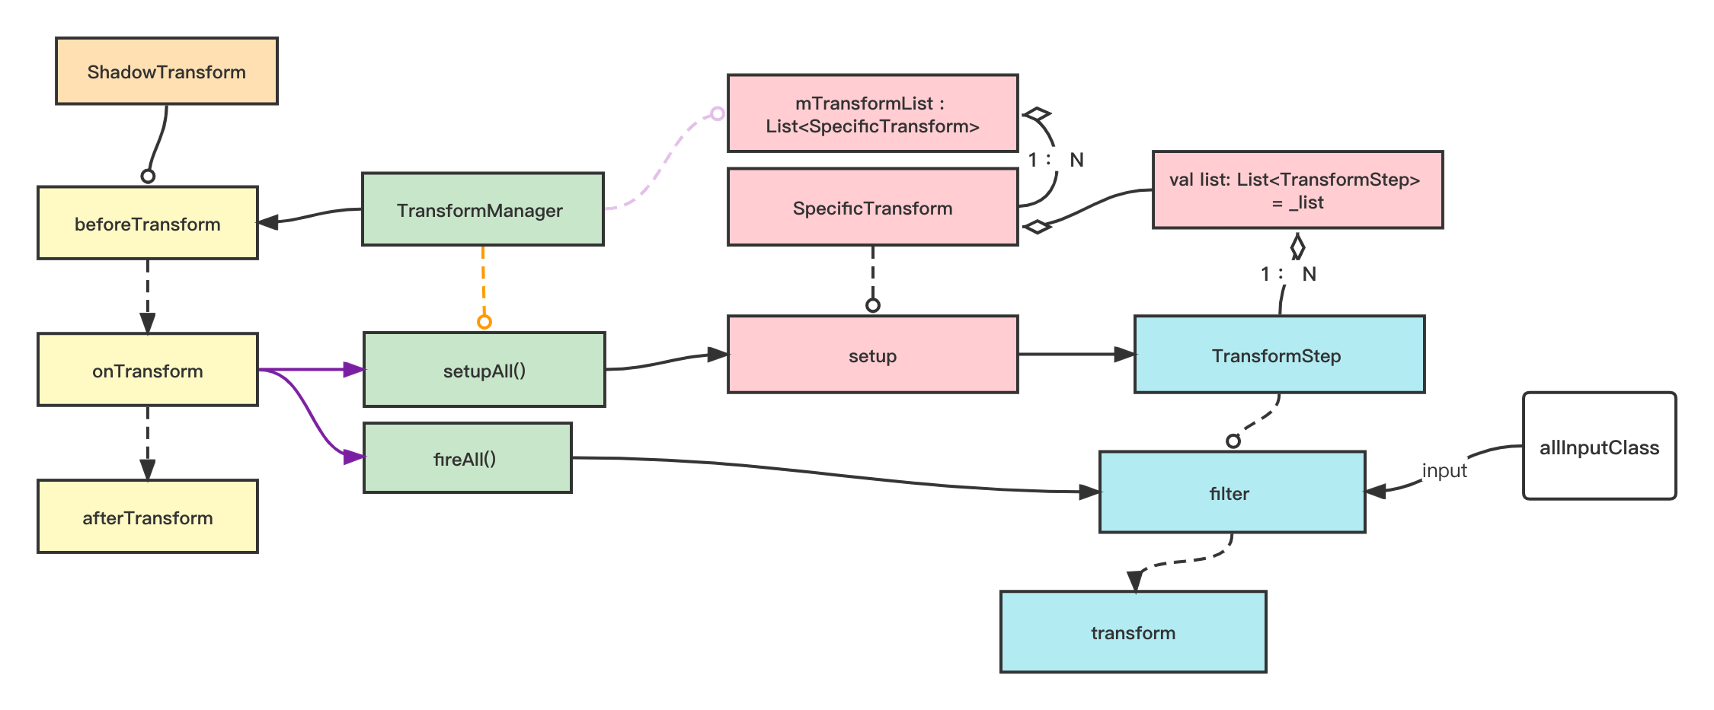 ShadowTransform
mTransformList :
List<SpecificTransform>
1 : N
val list: List<TransformStep>
= _list
beforeTransform
TransformManager
SpecificTransform
1 : N
onTransform
setupAll()
setup
TransformStep
fireAll()
allInputClass
input
filter
afterTransform
transform